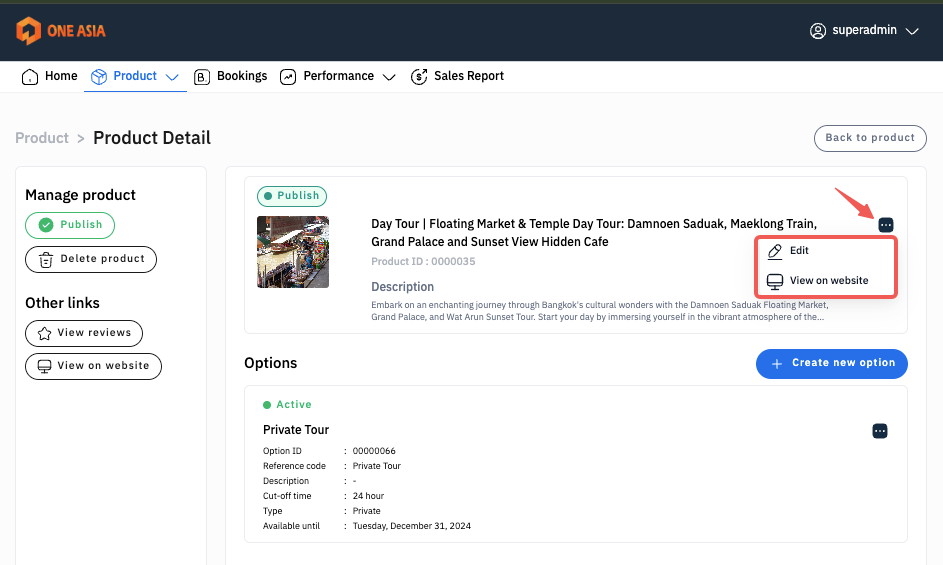 ONE ASIA
superadmin
Home
Product
Bookings
Performance
Sales Report
Product > Product Detail
Back to product
Manage product
Publish
Delete product
Other links
View reviews
View on website
Publish
Day Tour | Floating Market & Temple Day Tour: Damnoen Saduak, Maeklong Train,
Grand Palace and Sunset View Hidden Cafe
Product ID : 0000035
Edit
View on website
Description
Embark on an enchanting journey through Bangkok's cultural wonders with the Damnoen Saduak Floating Market,
Grand Palace, and Wat Arun Sunset Tour. Start your day by immersing yourself in the vibrant atmosphere of the...
Options
+ Create new option
Active
Private Tour
Option ID : 00000066
Reference code : Private Tour
Description : -
Cut-off time : 24 hour
Type : Private
Available until : Tuesday, December 31, 2024